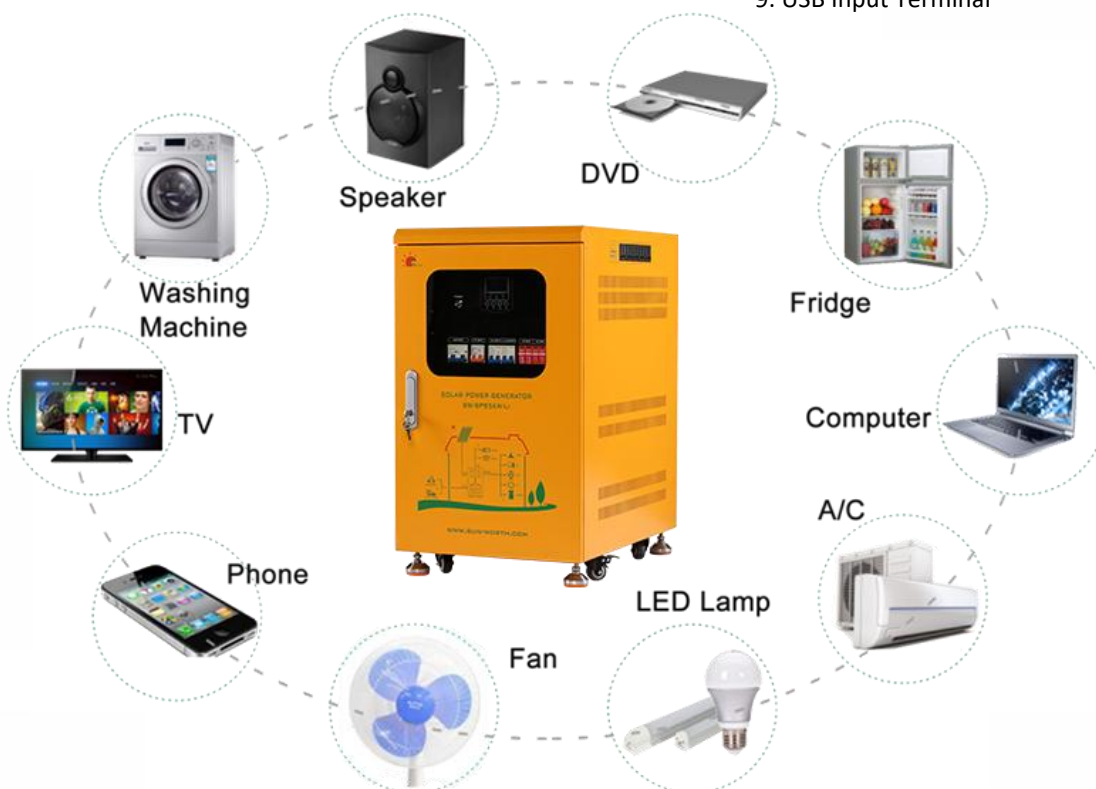 9. USB Input Terminal
Speaker
DVD
Washing
Machine
Fridge
TV
Computer
SOLAR POWER GENERATOR
A/C
WWW.SUN-NORTH.COM
Phone
LED Lamp
Fan